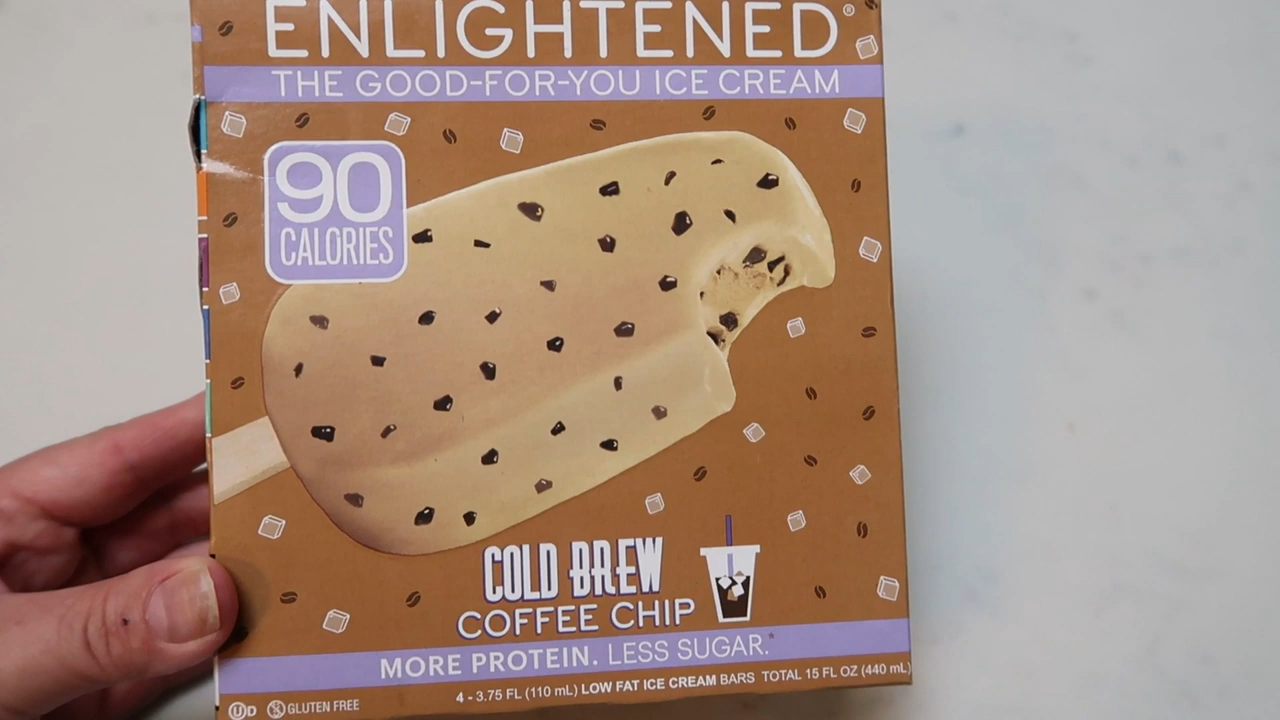 ENLIGHTENED®
THE GOOD-FOR-YOU ICE CREAM
90
CALORIES
COLD BREW
COFFEE CHIP
MORE PROTEIN. LESS SUGAR.*
4 - 3.75 FL (110 mL) LOW FAT ICE CREAM BARS TOTAL 15 FL OZ (440 mL)
UD GLUTEN FREE